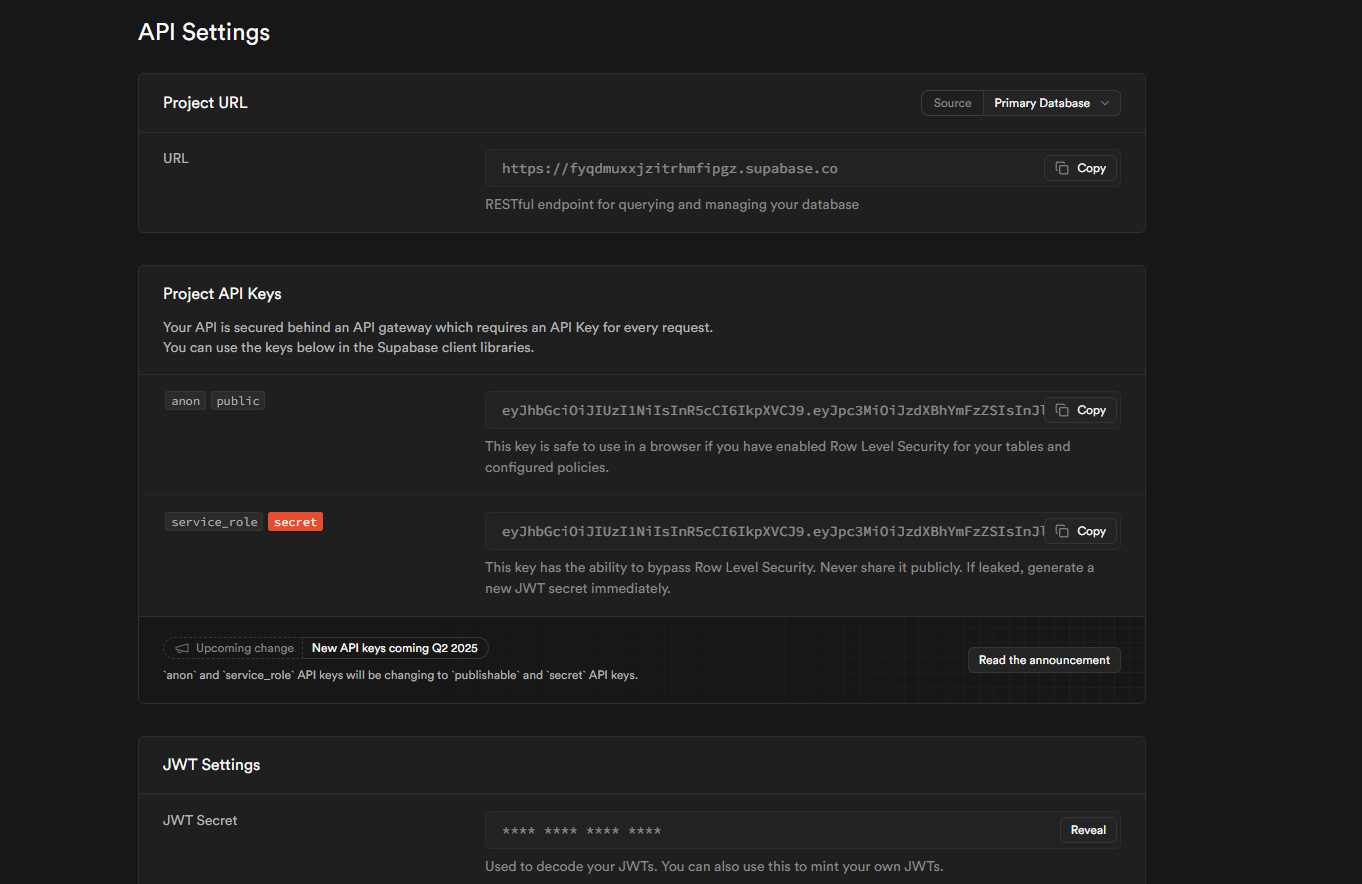 API Settings
Project URL
Source Primary Database
URL
https://fyqdmuxxjzitrhmfipgz.supabase.co
Copy
RESTful endpoint for querying and managing your database
Project API Keys
Your API is secured behind an API gateway which requires an API Key for every request.
You can use the keys below in the Supabase client libraries.
anon public
eyJhbGciOiJIUzI1NiIsInR5cCI6IkpXVCJ9.eyJpc3MiOiJzdXBhYmFzZSIsInJl
Copy
This key is safe to use in a browser if you have enabled Row Level Security for your tables and
configured policies.
service_role secret
eyJhbGciOiJIUzI1NiIsInR5cCI6IkpXVCJ9.eyJpc3MiOiJzdXBhYmFzZSIsInJl
Copy
This key has the ability to bypass Row Level Security. Never share it publicly. If leaked, generate a
new JWT secret immediately.
Upcoming change New API keys coming Q2 2025
`anon` and `service_role` API keys will be changing to `publishable` and `secret` API keys.
Read the announcement
JWT Settings
JWT Secret
**** **** **** ****
Reveal
Used to decode your JWTs. You can also use this to mint your own JWTs.